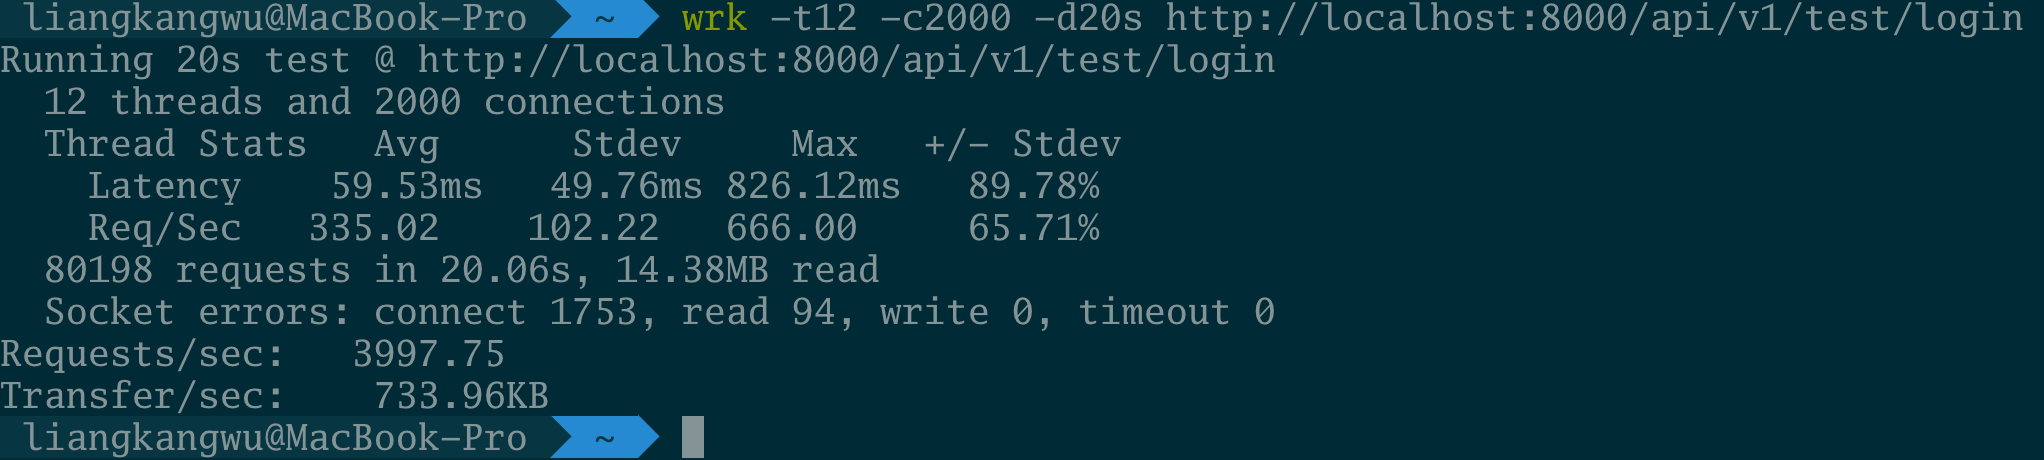 liangkangwu@MacBook-Pro ~ wrk -t12 -c2000 -d20s http://localhost:8000/api/v1/test/login
Running 20s test @ http://localhost:8000/api/v1/test/login
  12 threads and 2000 connections
  Thread Stats   Avg      Stdev     Max   +/- Stdev
    Latency    59.53ms   49.76ms 826.12ms   89.78%
    Req/Sec   335.02    102.22   666.00     65.71%
  80198 requests in 20.06s, 14.38MB read
  Socket errors: connect 1753, read 94, write 0, timeout 0
Requests/sec:   3997.75
Transfer/sec:    733.96KB
liangkangwu@MacBook-Pro ~